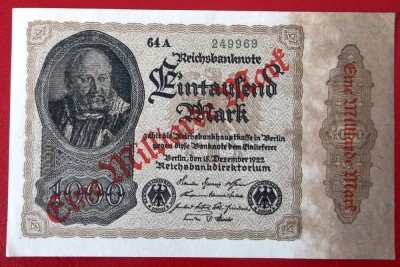 64 A 249969
Reichsbanknote
Eintausend
Mark
zahlt die Reichsbankhauptkasse in Berlin
gegen diese Banknote dem Einlieferer
Berlin, den 15. Dezember 1922
Reichsbankdirektorium
1000
Eine Milliarde Mark
Eine Milliarde Mark